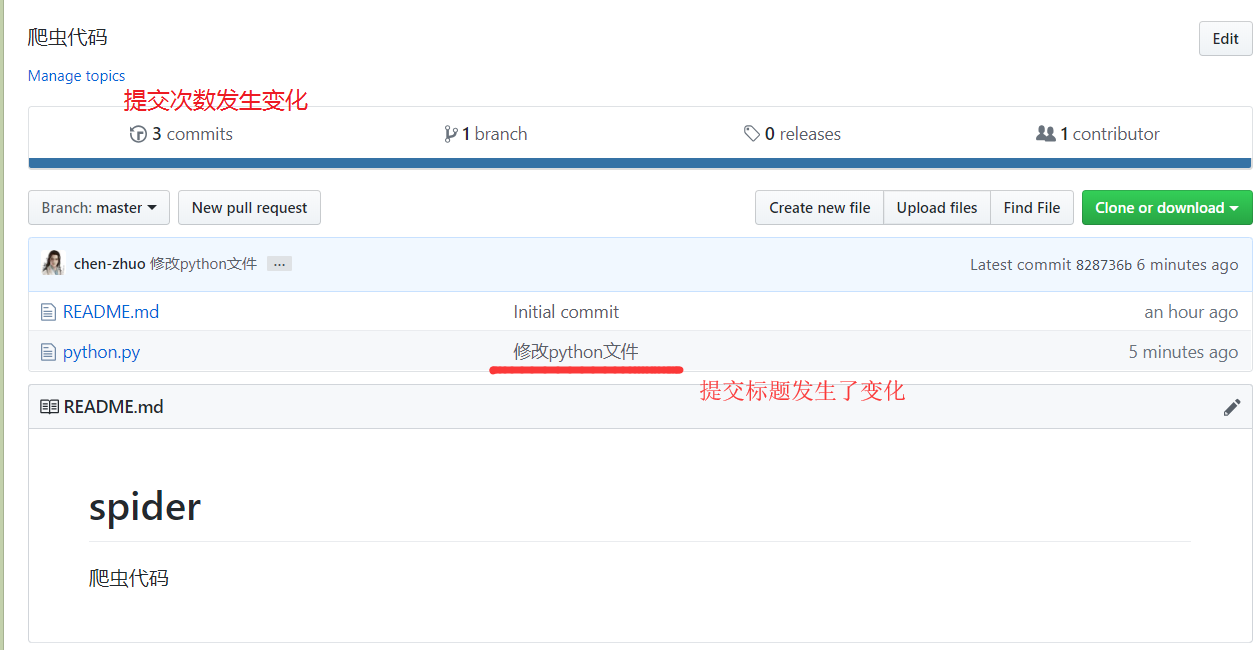 爬虫代码
Edit
Manage topics
提交次数发生变化
3 commits
1 branch
0 releases
1 contributor
Branch: master
New pull request
Create new file
Upload files
Find File
Clone or download
chen-zhuo 修改python文件 ...
Latest commit 828736b 6 minutes ago
README.md
Initial commit
an hour ago
python.py
修改python文件
5 minutes ago
提交标题发生了变化
README.md
spider
爬虫代码